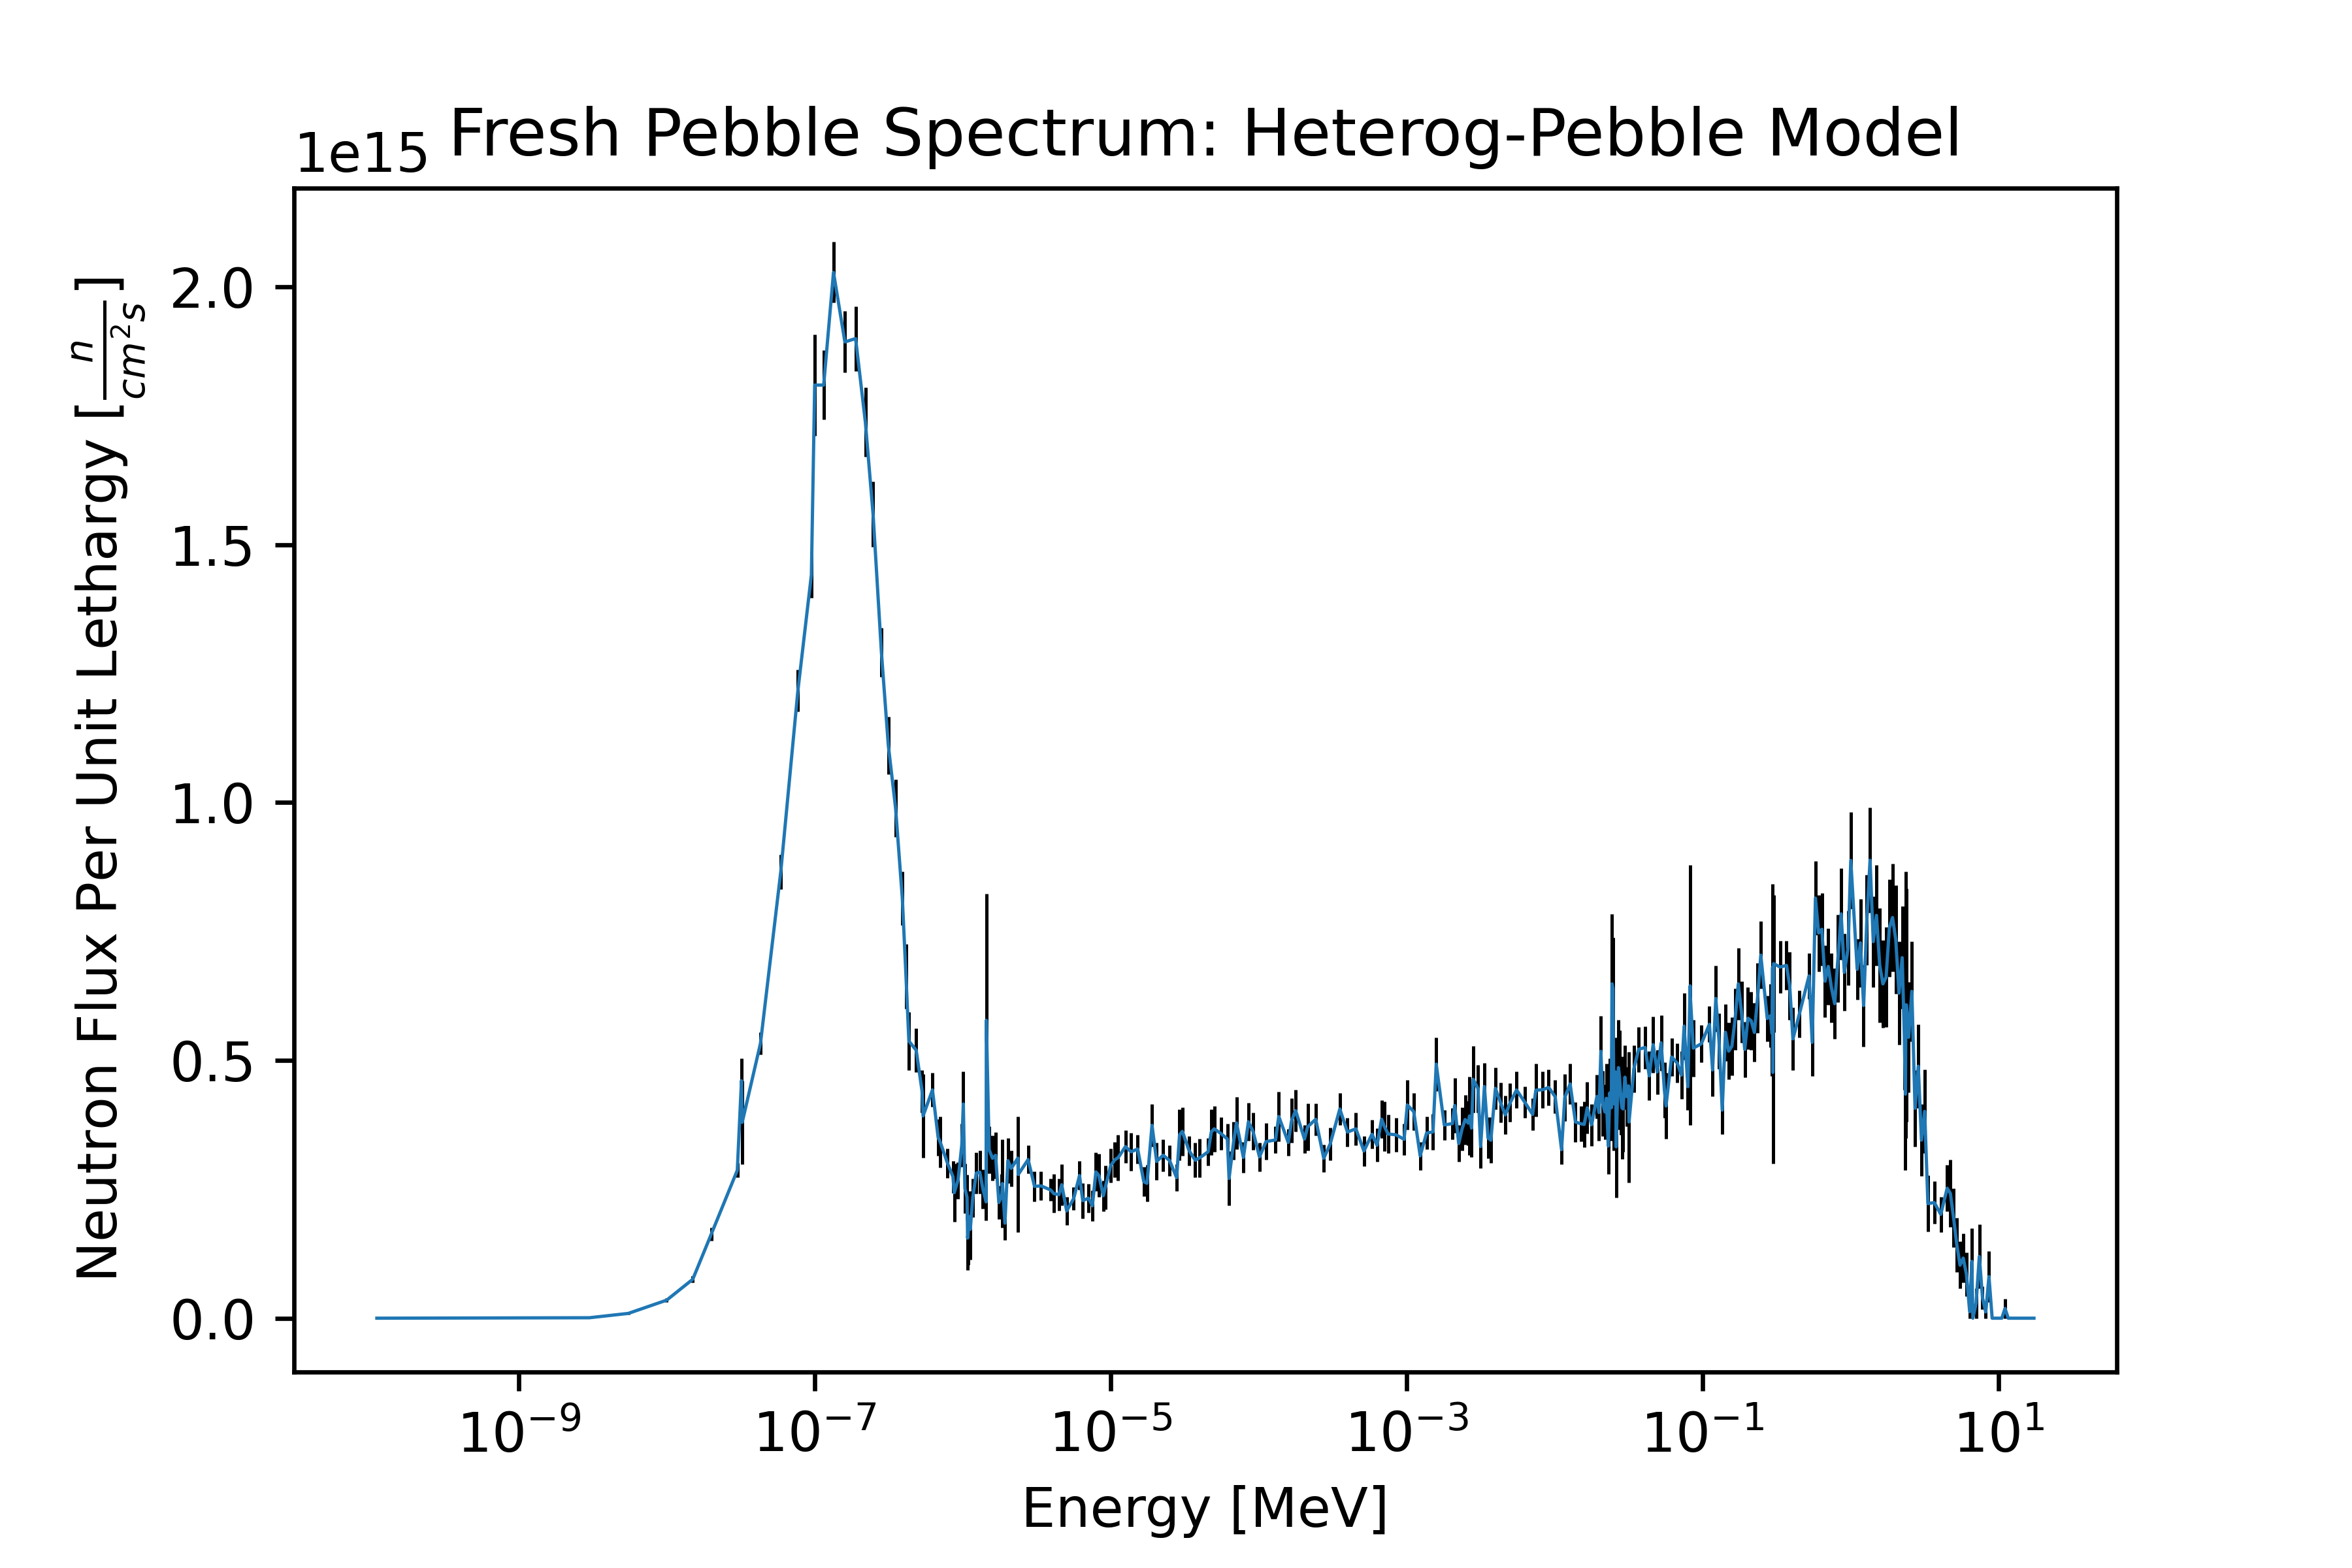 Fresh Pebble Spectrum: Heterog-Pebble Model
1e15
Neutron Flux Per Unit Lethargy [n/cm²s]
2.0
1.5
1.0
0.5
0.0
10⁻⁹ 10⁻⁷ 10⁻⁵ 10⁻³ 10⁻¹ 10¹
Energy [MeV]